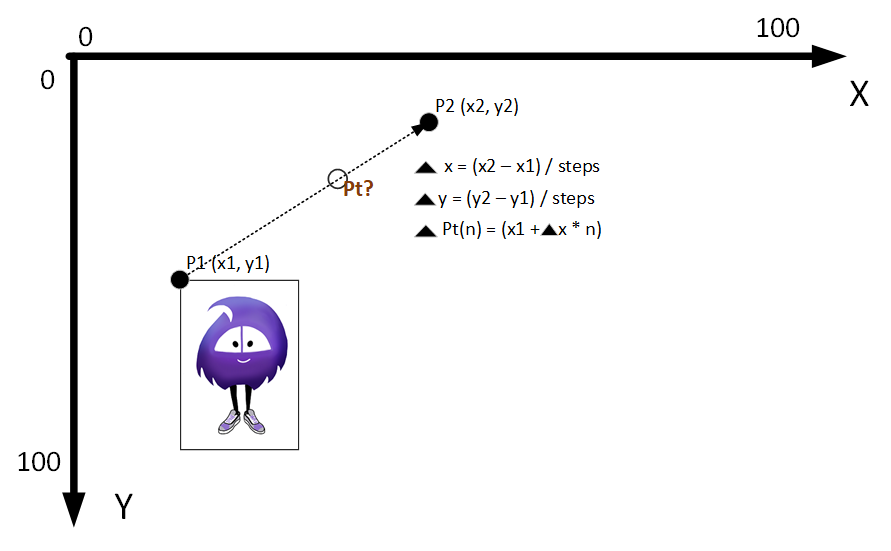 0
100
0
X
P2 (x2, y2)
▲ x = (x2 – x1) / steps
Pt?
▲ y = (y2 – y1) / steps
▲ Pt(n) = (x1 + ▲x * n)
P1 (x1, y1)
100
Y